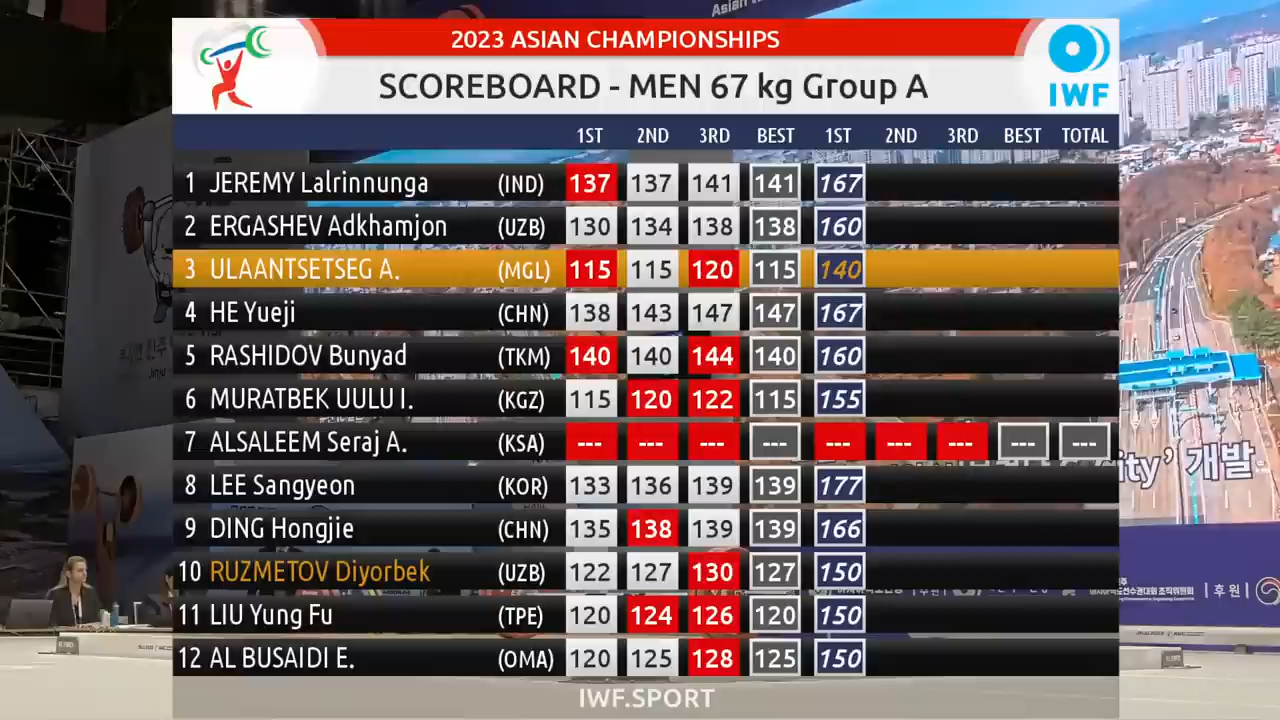 2023 ASIAN CHAMPIONSHIPS
IWF
SCOREBOARD - MEN 67 kg Group A
1ST 2ND 3RD BEST 1ST 2ND 3RD BEST TOTAL
1 JEREMY Lalrinnunga (IND) 137 137 141 141 167
2 ERGASHEV Adkhamjon (UZB) 130 134 138 138 160
3 ULAANTSETSEG A. (MGL) 115 115 120 115 140
4 HE Yueji (CHN) 138 143 147 147 167
5 RASHIDOV Bunyad (TKM) 140 140 144 140 160
6 MURATBEK UULU I. (KGZ) 115 120 122 115 155
7 ALSALEEM Seraj A. (KSA) --- --- --- --- --- --- --- --- ---
8 LEE Sangyeon (KOR) 133 136 139 139 177
9 DING Hongjie (CHN) 135 138 139 139 166
10 RUZMETOV Diyorbek (UZB) 122 127 130 127 150
11 LIU Yung Fu (TPE) 120 124 126 120 150
12 AL BUSAIDI E. (OMA) 120 125 128 125 150
IWF.SPORT
city’ 개발
후원